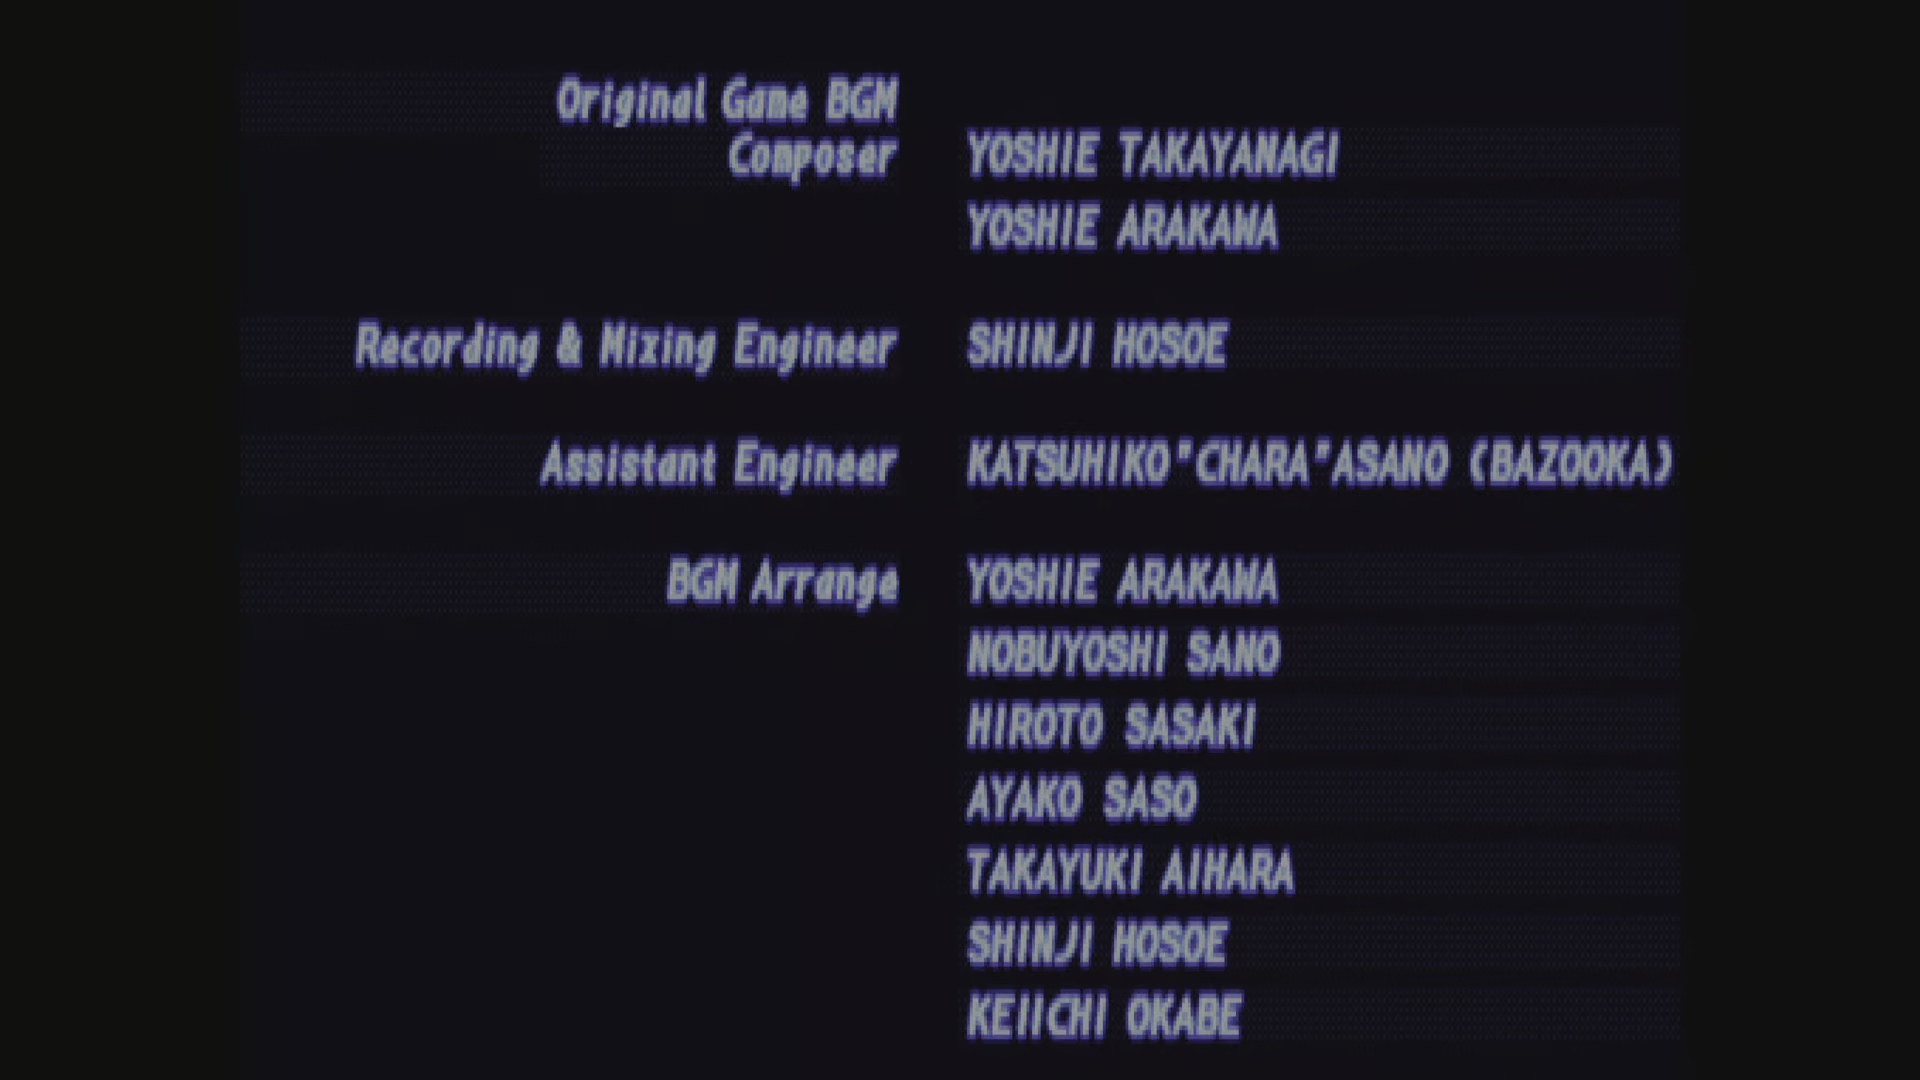 Original Game BGM
Composer YOSHIE TAKAYANAGI
YOSHIE ARAKAWA
Recording & Mixing Engineer SHINJI HOSOE
Assistant Engineer KATSUHIKO"CHARA"ASANO (BAZOOKA)
BGM Arrange YOSHIE ARAKAWA
NOBUYOSHI SANO
HIROTO SASAKI
AYAKO SASO
TAKAYUKI AIHARA
SHINJI HOSOE
KEIICHI OKABE